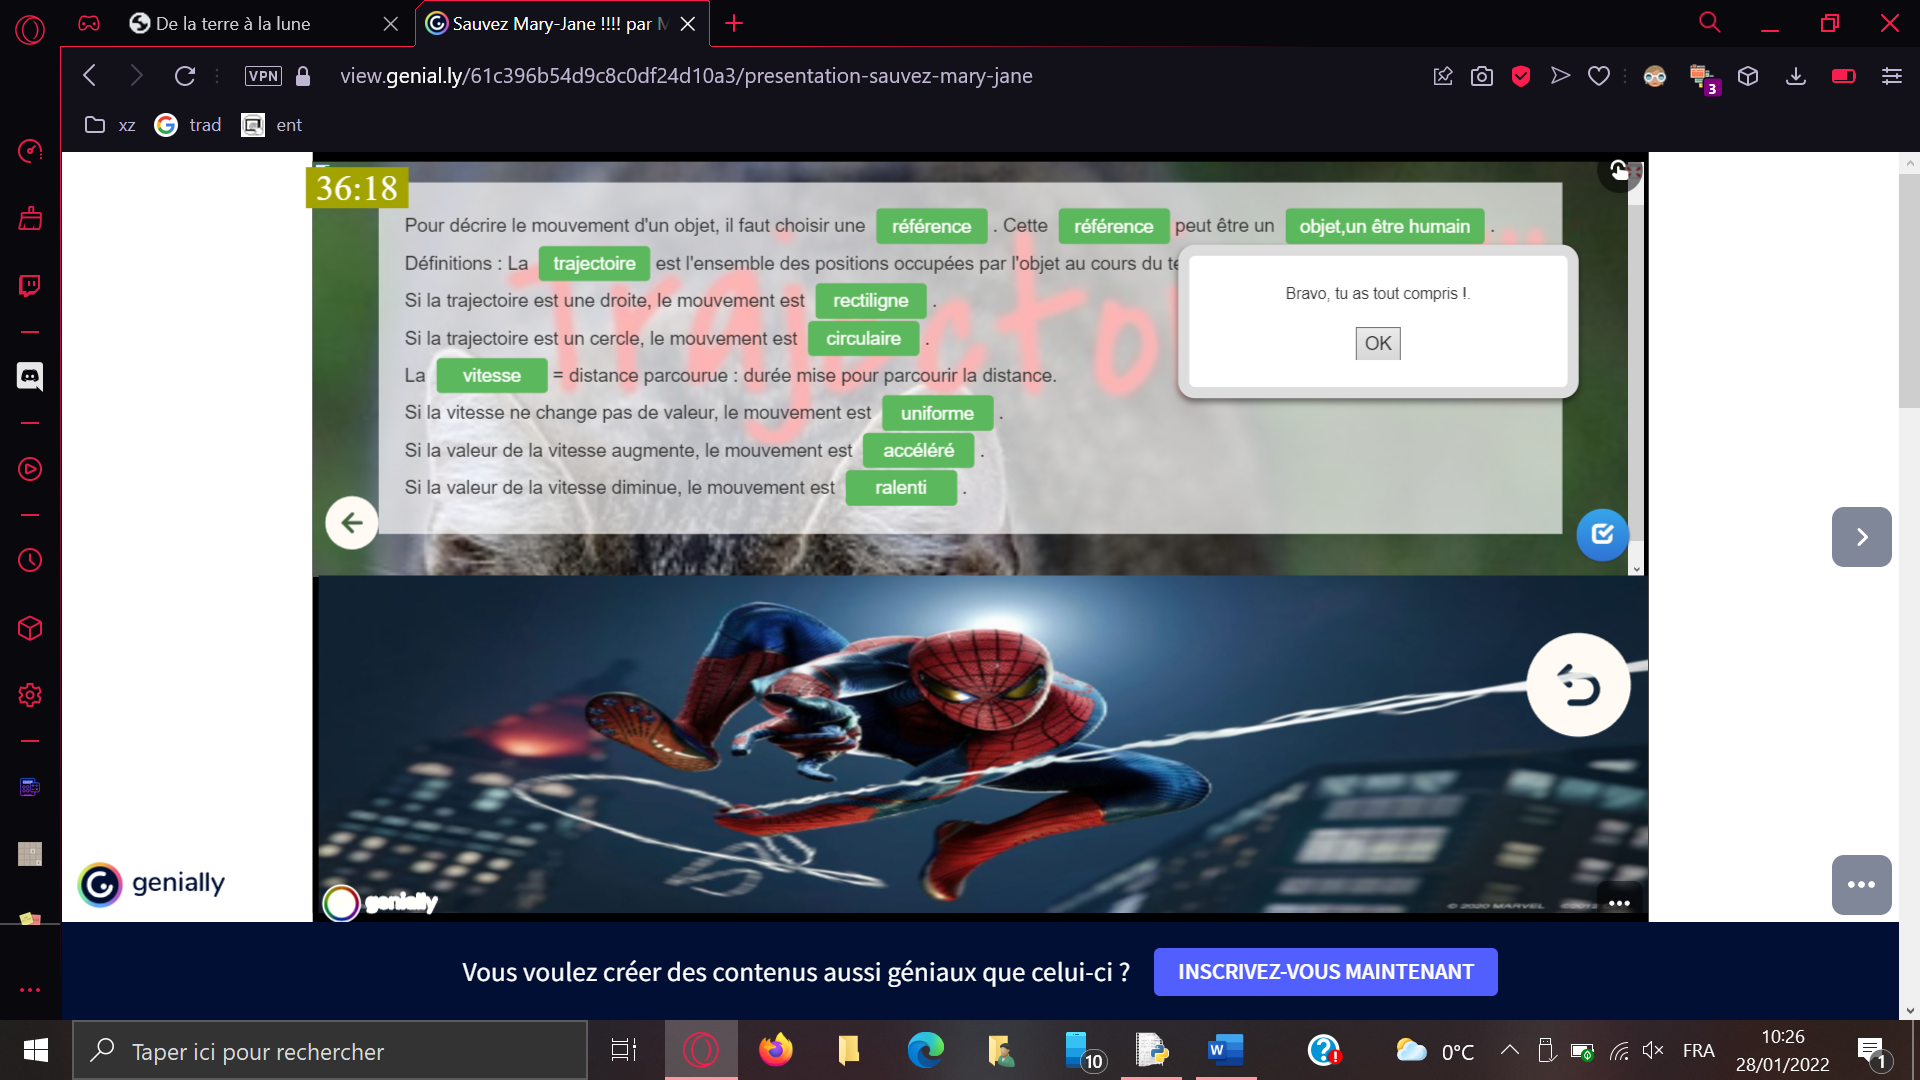 De la terre à la lune
Sauvez Mary-Jane !!!! par
VPN
view.genial.ly/61c396b54d9c8c0df24d10a3/presentation-sauvez-mary-jane
3
xz
trad
ent
36:18
Pour décrire le mouvement d'un objet, il faut choisir une référence . Cette référence peut être un objet,un être humain .
Définitions : La trajectoire est l'ensemble des positions occupées par l'objet au cours du
Si la trajectoire est une droite, le mouvement est rectiligne .
Si la trajectoire est un cercle, le mouvement est circulaire .
La vitesse = distance parcourue : durée mise pour parcourir la distance.
Si la vitesse ne change pas de valeur, le mouvement est uniforme .
Si la valeur de la vitesse augmente, le mouvement est accéléré .
Si la valeur de la vitesse diminue, le mouvement est ralenti .
Bravo, tu as tout compris !.
OK
genially
genially
© 2020 MARVEL
Vous voulez créer des contenus aussi géniaux que celui-ci ?
INSCRIVEZ-VOUS MAINTENANT
Taper ici pour rechercher
10
0°C
FRA
10:26
28/01/2022
1